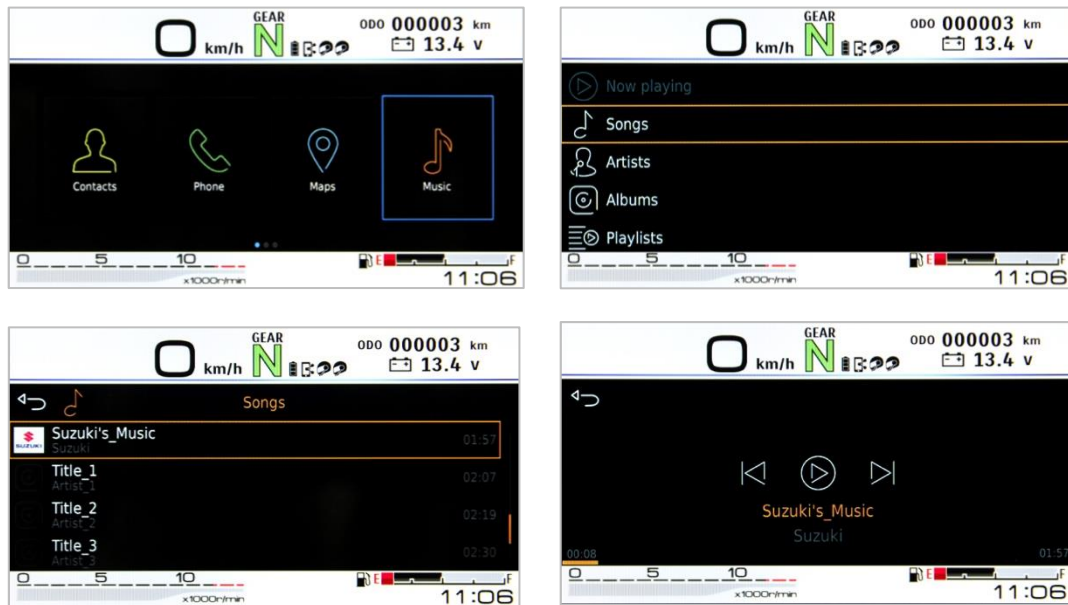 GEAR
0 km/h N ODO 000003 km
13.4 v
Contacts Phone Maps Music
0 5 10 E F
x1000r/min 11:06
GEAR
0 km/h N ODO 000003 km
13.4 v
Now playing
Songs
Artists
Albums
Playlists
0 5 10 E F
x1000r/min 11:06
GEAR
0 km/h N ODO 000003 km
13.4 v
Songs
Suzuki's_Music 01:57
SUZUKI Suzuki
Title_1 02:07
Artist_1
Title_2 02:19
Artist_2
Title_3 02:30
Artist_3
0 5 10 E F
x1000r/min 11:06
GEAR
0 km/h N ODO 000003 km
13.4 v
Suzuki's_Music
Suzuki
00:08 01:57
0 5 10 E F
x1000r/min 11:06